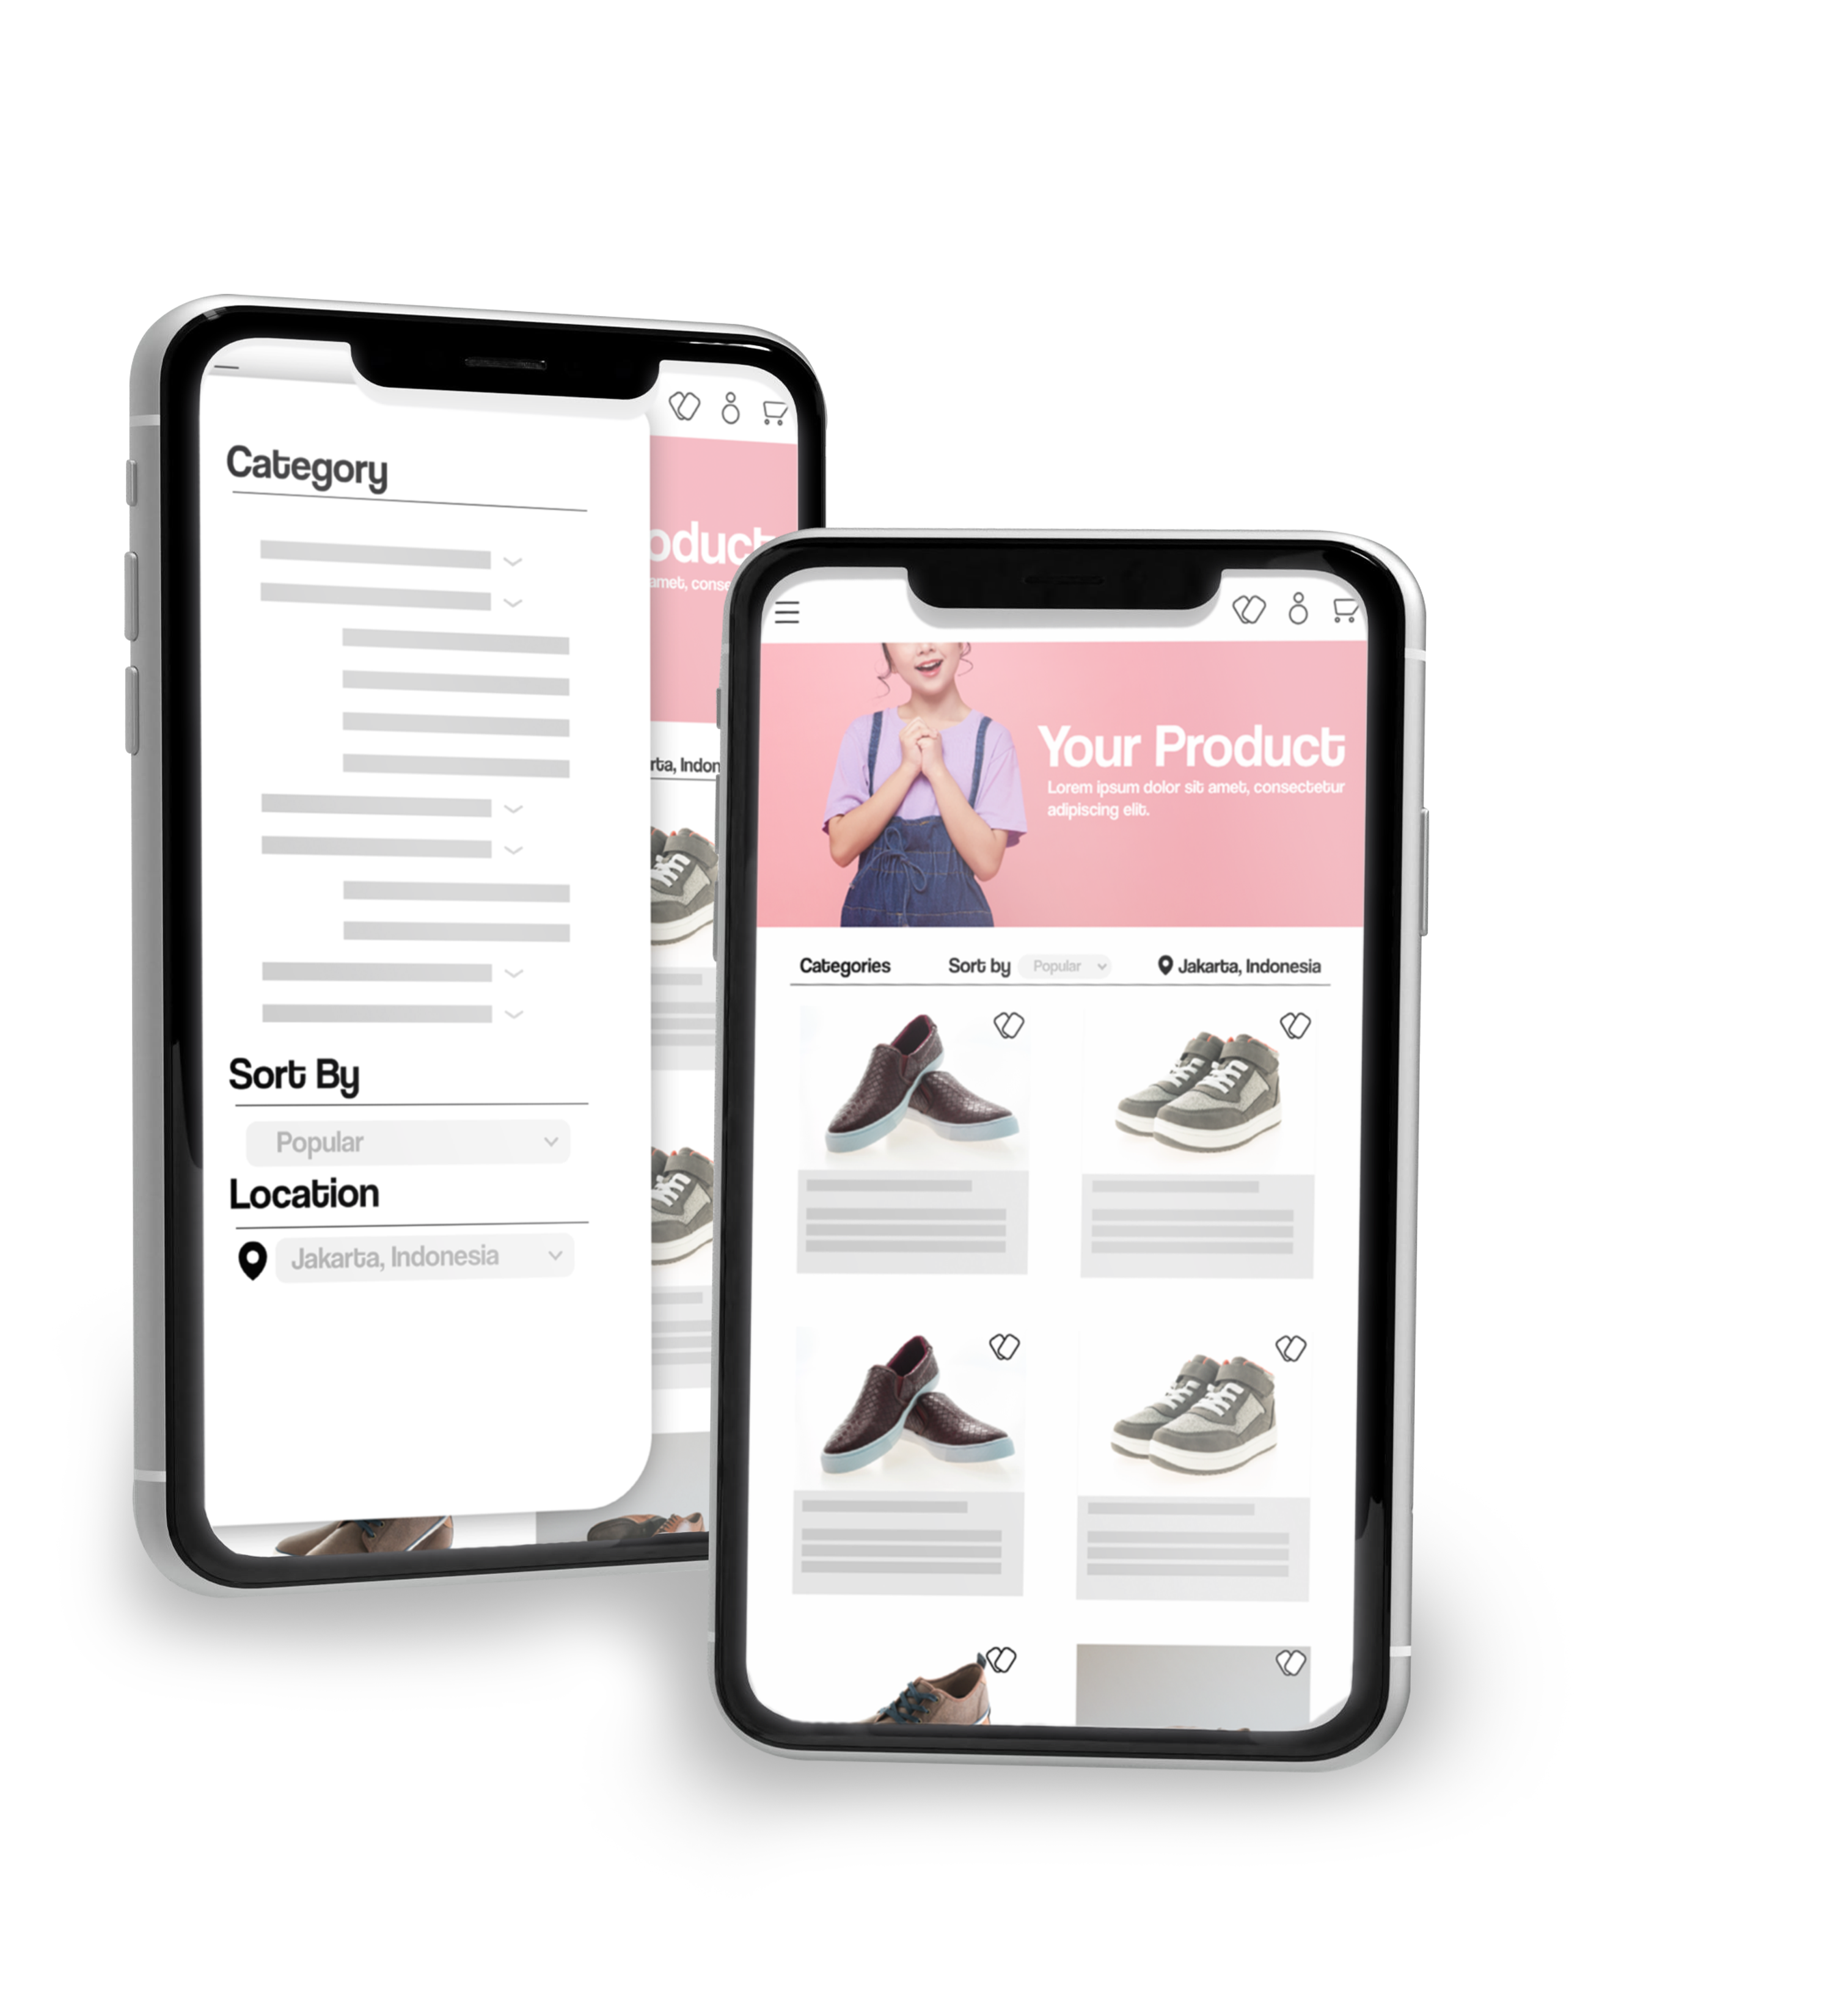 Category
Sort By
Popular
Location
Jakarta, Indonesia
oduct
amet, conse
rta, Indon
Your Product
Lorem ipsum dolor sit amet, consectetur
adipiscing elit.
Categories Sort by Popular Jakarta, Indonesia